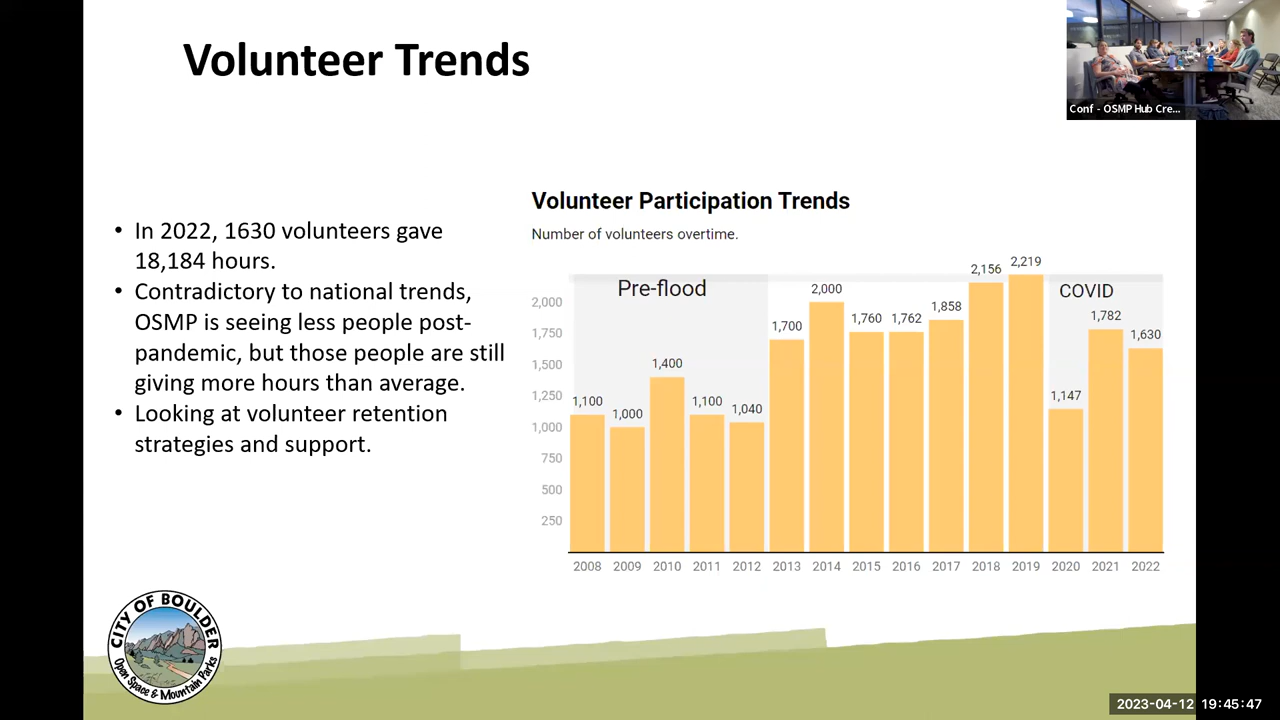 Volunteer Trends
Conf - OSMP Hub Cre...
• In 2022, 1630 volunteers gave
18,184 hours.
• Contradictory to national trends,
OSMP is seeing less people post-
pandemic, but those people are still
giving more hours than average.
• Looking at volunteer retention
strategies and support.
Volunteer Participation Trends
Number of volunteers overtime.
Pre-flood
COVID
2,000
1,750
1,500
1,250
1,000
750
500
250
1,100
1,000
1,400
1,100
1,040
1,700
2,000
1,760
1,762
1,858
2,156
2,219
1,147
1,782
1,630
2008 2009 2010 2011 2012 2013 2014 2015 2016 2017 2018 2019 2020 2021 2022
CITY OF BOULDER
Open Space & Mountain Parks
2023-04-12 19:45:47